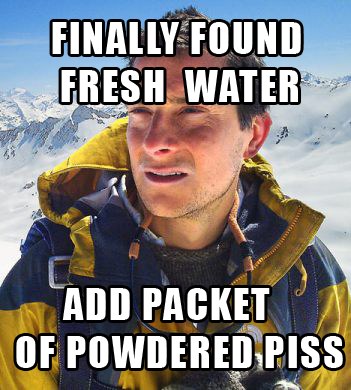 FINALLY FOUND
FRESH WATER
ADD PACKET
OF POWDERED PISS